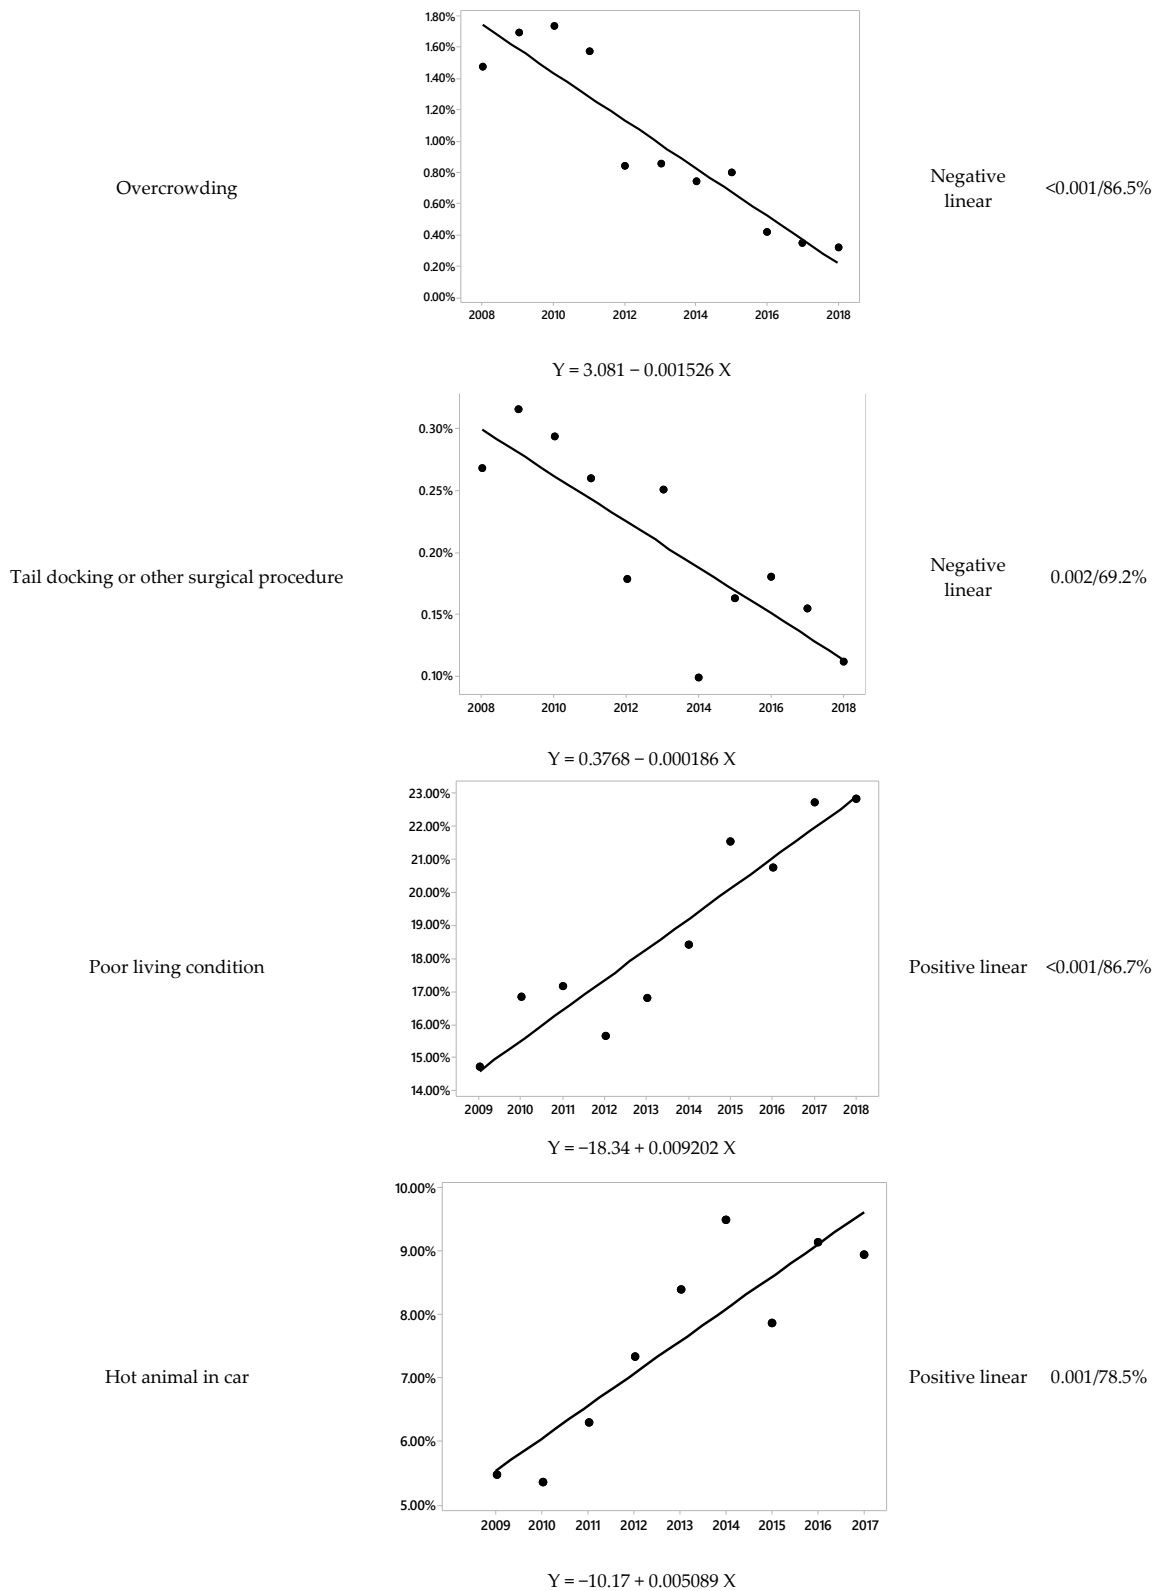 1.80%
1.60%
1.40%
1.20%
1.00%
0.80%
0.60%
0.40%
0.20%
0.00%
2008 2010 2012 2014 2016 2018
Overcrowding
Negative
linear
<0.001/86.5%
Y = 3.081 − 0.001526 X
0.30%
0.25%
0.20%
0.15%
0.10%
2008 2010 2012 2014 2016 2018
Tail docking or other surgical procedure
Negative
linear
0.002/69.2%
Y = 0.3768 − 0.000186 X
23.00%
22.00%
21.00%
20.00%
19.00%
18.00%
17.00%
16.00%
15.00%
14.00%
2009 2010 2011 2012 2013 2014 2015 2016 2017 2018
Poor living condition
Positive linear
<0.001/86.7%
Y = −18.34 + 0.009202 X
10.00%
9.00%
8.00%
7.00%
6.00%
5.00%
2009 2010 2011 2012 2013 2014 2015 2016 2017
Hot animal in car
Positive linear
0.001/78.5%
Y = −10.17 + 0.005089 X